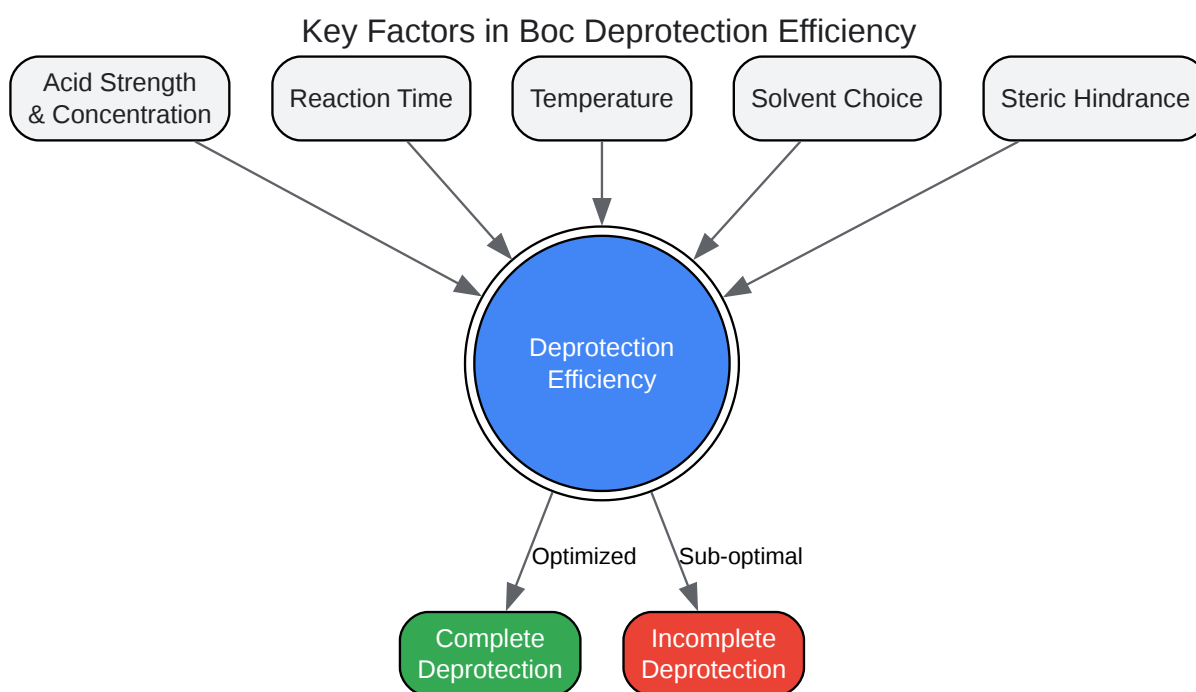 Key Factors in Boc Deprotection Efficiency
Acid Strength
& Concentration
Reaction Time
Temperature
Solvent Choice
Steric Hindrance
Deprotection
Efficiency
Optimized
Sub-optimal
Complete
Deprotection
Incomplete
Deprotection